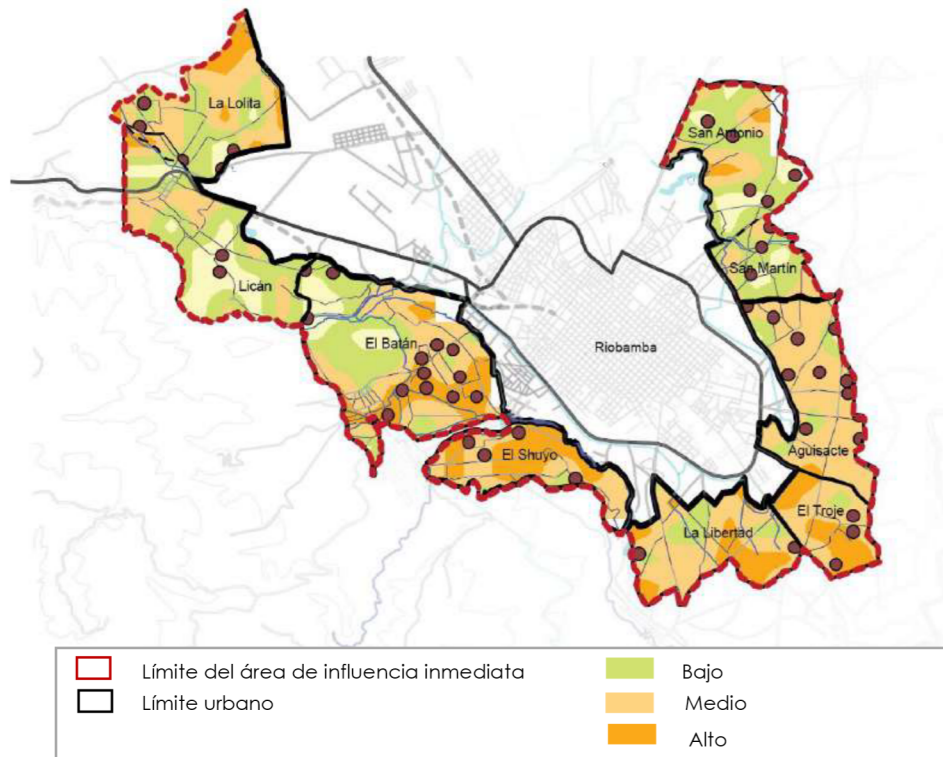 La Lolita
San Antonio
San Martín
Licán
El Batán
Riobamba
Aguisacte
El Shuyo
El Troje
La Libertad
Límite del área de influencia inmediata
Límite urbano
Bajo
Medio
Alto